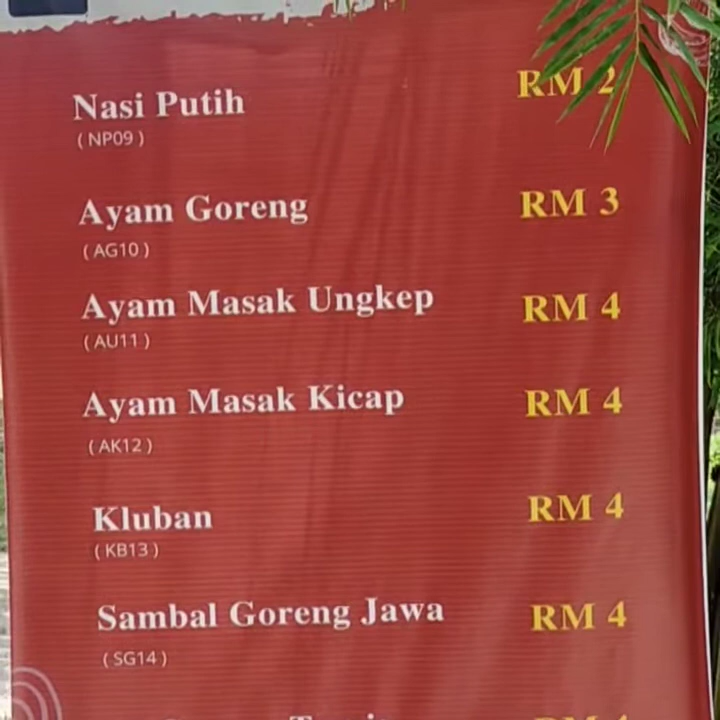 Nasi Putih RM 2
( NP09 )
Ayam Goreng RM 3
( AG10 )
Ayam Masak Ungkep RM 4
( AU11 )
Ayam Masak Kicap RM 4
( AK12 )
Kluban RM 4
( KB13 )
Sambal Goreng Jawa RM 4
( SG14 )